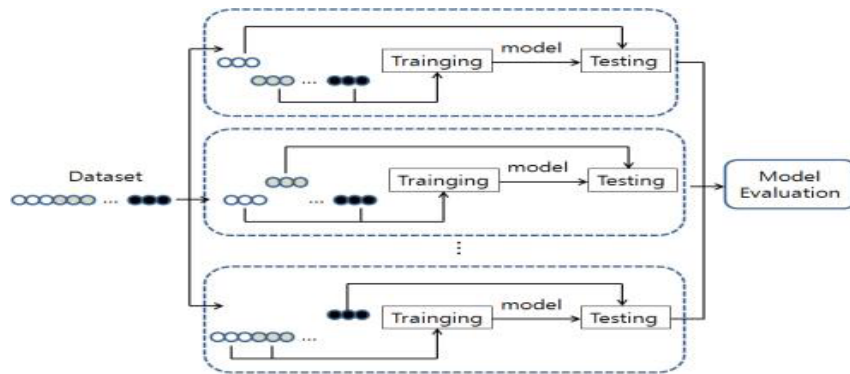 Trainging
model
Testing
...
Dataset
...
Trainging
model
Testing
...
Model
Evaluation
...
Trainging
model
Testing
...